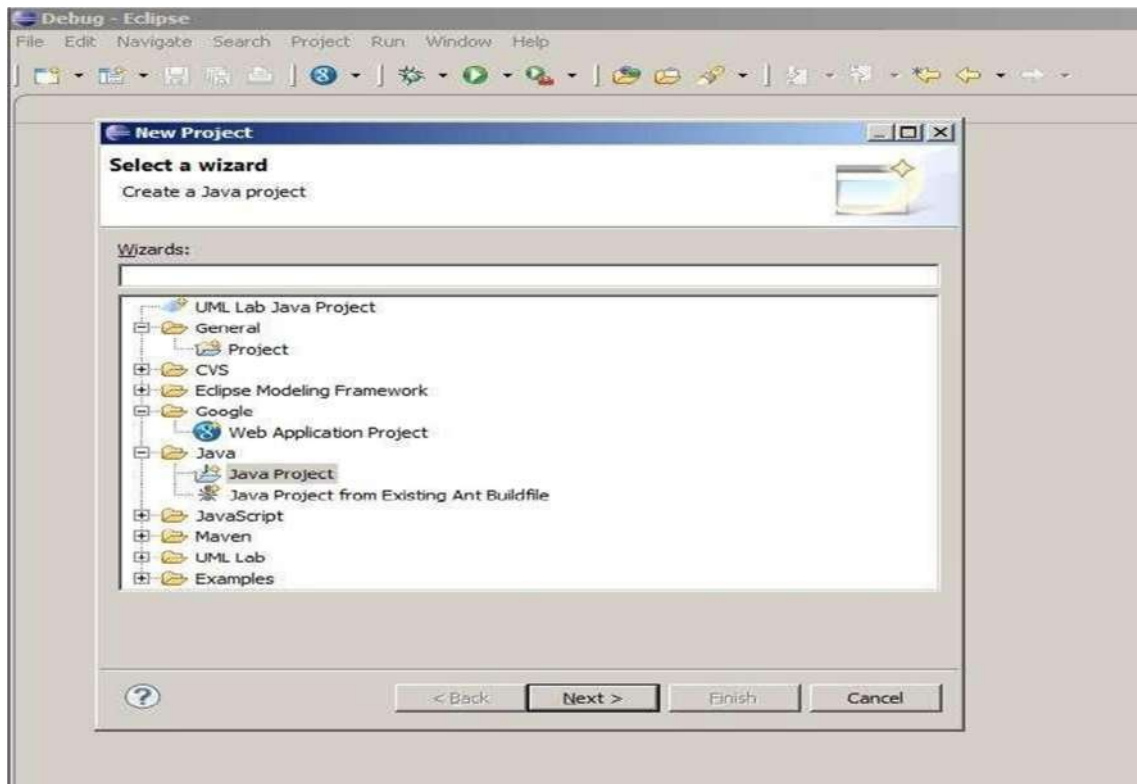 Debug - Eclipse
File Edit Navigate Search Project Run Window Help
New Project
Select a wizard
Create a Java project
Wizards:
UML Lab Java Project
General
Project
CVS
Eclipse Modeling Framework
Google
Web Application Project
Java
Java Project
Java Project from Existing Ant Buildfile
JavaScript
Maven
UML Lab
Examples
< Back Next > Finish Cancel